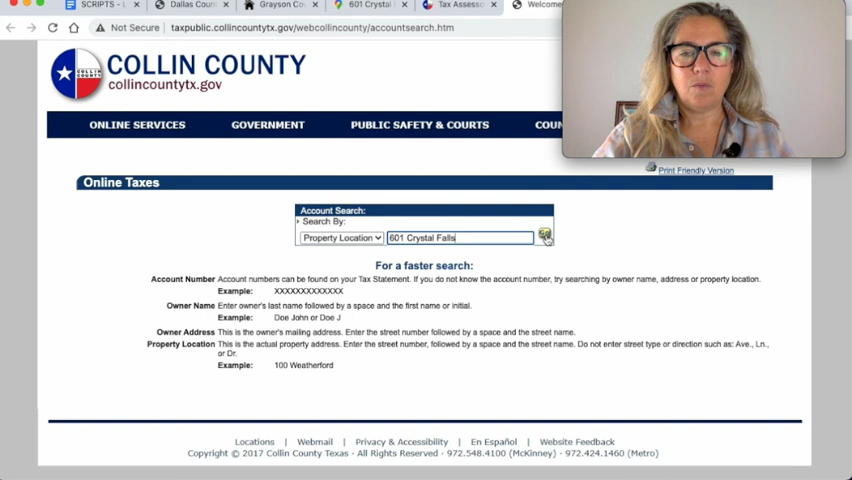 SCRIPTS - L
Dallas Coun
Grayson Co
601 Crystal
Tax Assesso
Welcome
Not Secure
taxpublic.collincountytx.gov/webcollincounty/accountsearch.htm
COLLIN COUNTY
collincountytx.gov
ONLINE SERVICES
GOVERNMENT
PUBLIC SAFETY & COURTS
COUN
Print Friendly Version
Online Taxes
Account Search:
Search By:
Property Location 601 Crystal Falls
For a faster search:
Account Number Account numbers can be found on your Tax Statement. If you do not know the account number, try searching by owner name, address or property location.
Example: XXXXXXXXXXXXX
Owner Name Enter owner's last name followed by a space and the first name or initial.
Example: Doe John or Doe J
Owner Address This is the owner's mailing address. Enter the street number followed by a space and the street name.
Property Location This is the actual property address. Enter the street number, followed by a space and the street name. Do not enter street type or direction such as: Ave., Ln.,
or Dr.
Example: 100 Weatherford
Locations | Webmail | Privacy & Accessibility | En Español | Website Feedback
Copyright © 2017 Collin County Texas - All Rights Reserved - 972.548.4100 (McKinney) - 972.424.1460 (Metro)